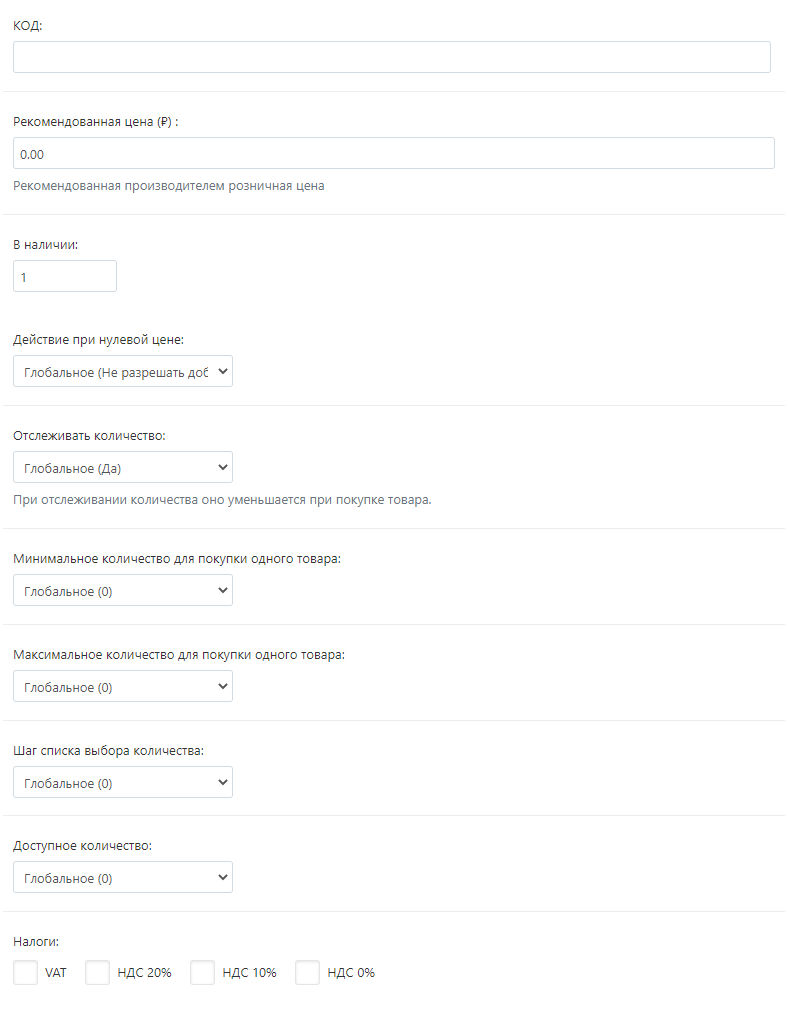 КОД:
Рекомендованная цена (₽) :
0.00
Рекомендованная производителем розничная цена
В наличии:
1
Действие при нулевой цене:
Глобальное (Не разрешать доб
Отслеживать количество:
Глобальное (Да)
При отслеживании количества оно уменьшается при покупке товара.
Минимальное количество для покупки одного товара:
Глобальное (0)
Максимальное количество для покупки одного товара:
Глобальное (0)
Шаг списка выбора количества:
Глобальное (0)
Доступное количество:
Глобальное (0)
Налоги:
VAT НДС 20% НДС 10% НДС 0%